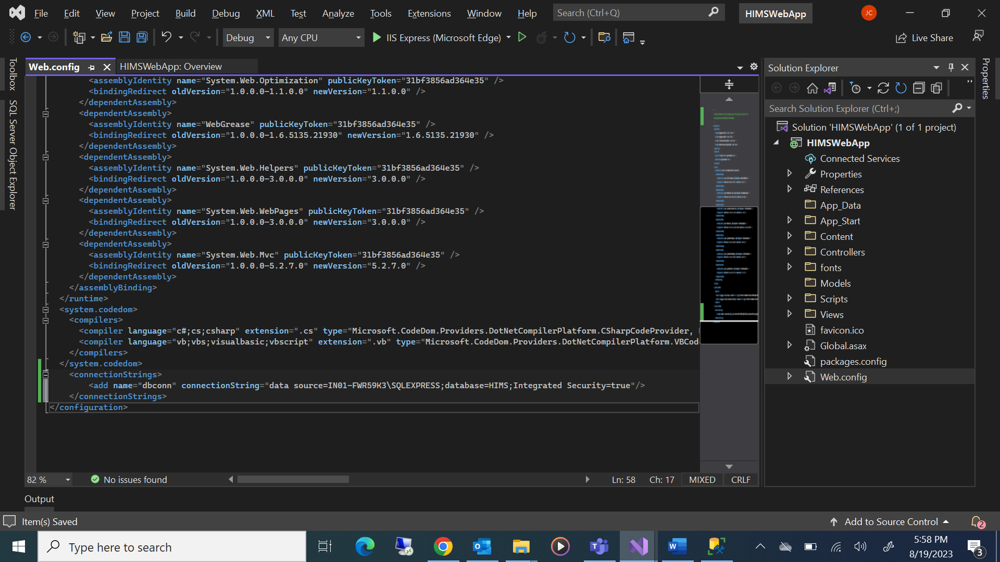 File Edit View Project Build Debug XML Test Analyze Tools Extensions Window Help Search (Ctrl+Q) HIMSWebApp JC
Debug Any CPU IIS Express (Microsoft Edge) Live Share
Toolbox
SQL Server Object Explorer
Web.config HIMSWebApp: Overview
<assemblyIdentity name="System.Web.Optimization" publicKeyToken="31bf3856ad364e35" />
<bindingRedirect oldVersion="1.0.0.0-1.1.0.0" newVersion="1.1.0.0" />
</dependentAssembly>
<dependentAssembly>
<assemblyIdentity name="WebGrease" publicKeyToken="31bf3856ad364e35" />
<bindingRedirect oldVersion="1.0.0.0-1.6.5135.21930" newVersion="1.6.5135.21930" />
</dependentAssembly>
<dependentAssembly>
<assemblyIdentity name="System.Web.Helpers" publicKeyToken="31bf3856ad364e35" />
<bindingRedirect oldVersion="1.0.0.0-3.0.0.0" newVersion="3.0.0.0" />
</dependentAssembly>
<dependentAssembly>
<assemblyIdentity name="System.Web.WebPages" publicKeyToken="31bf3856ad364e35" />
<bindingRedirect oldVersion="1.0.0.0-3.0.0.0" newVersion="3.0.0.0" />
</dependentAssembly>
<dependentAssembly>
<assemblyIdentity name="System.Web.Mvc" publicKeyToken="31bf3856ad364e35" />
<bindingRedirect oldVersion="1.0.0.0-5.2.7.0" newVersion="5.2.7.0" />
</dependentAssembly>
</assemblyBinding>
</runtime>
<system.codedom>
<compilers>
<compiler language="c#;cs;csharp" extension=".cs" type="Microsoft.CodeDom.Providers.DotNetCompilerPlatform.CSharpCodeProvider,
<compiler language="vb;vbs;visualbasic;vbscript" extension=".vb" type="Microsoft.CodeDom.Providers.DotNetCompilerPlatform.VBCod
</compilers>
</system.codedom>
<connectionStrings>
<add name="dbconn" connectionString="data source=IN01-FWR59K3\SQLEXPRESS;database=HIMS;Integrated Security=true"/>
</connectionStrings>
</configuration>
82 % No issues found Ln: 58 Ch: 17 MIXED CRLF
Solution Explorer
Search Solution Explorer (Ctrl+;)
Solution 'HIMSWebApp' (1 of 1 project)
HIMSWebApp
Connected Services
Properties
References
App_Data
App_Start
Content
Controllers
fonts
Models
Scripts
Views
favicon.ico
Global.asax
packages.config
Web.config
Properties
Output
Item(s) Saved Add to Source Control 2
Type here to search
5:58 PM
8/19/2023
3